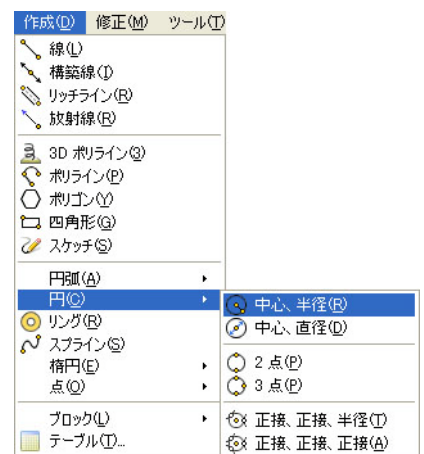 作成(D) 修正(M) ツール(T)
線(L)
構築線(I)
リッチライン(R)
放射線(R)
3D ポリライン(3)
ポリライン(P)
ポリゴン(Y)
四角形(G)
スケッチ(S)
円弧(A)
円(C)
リング(R)
スプライン(S)
楕円(E)
点(O)
ブロック(L)
テーブル(T)...
中心、半径(R)
中心、直径(D)
2 点(P)
3 点(P)
正接、正接、半径(T)
正接、正接、正接(A)